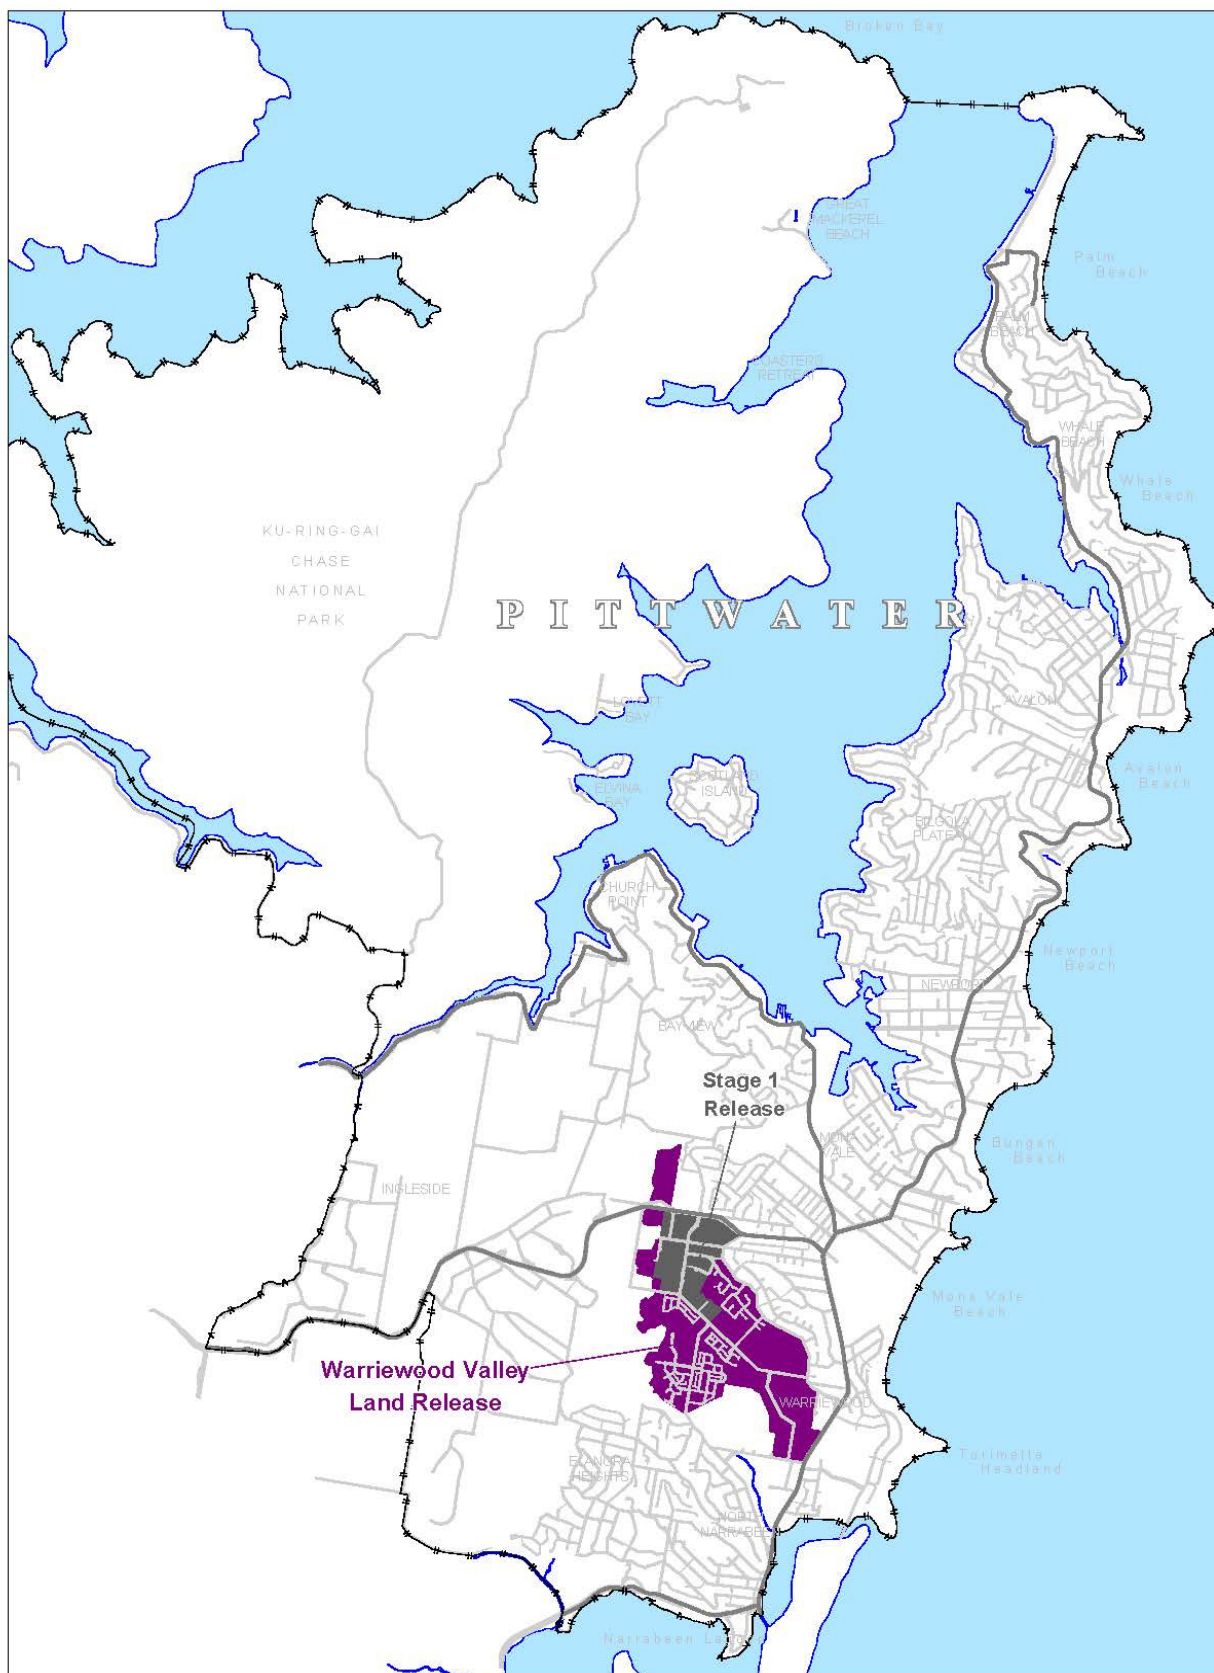 Broken Bay
GREAT
MACKEREL
BEACH
Palm
Beach
PALM
BEACH
COASTERS
RETREAT
WHALE
BEACH
Whale
Beach
KU-RING-GAI
CHASE
NATIONAL
PARK
PITTWATER
LOVETT
BAY
AVALON
Avalon
Beach
SCOTLAND
ISLAND
ELVINA
BAY
BILGOLA
PLATEAU
CHURCH
POINT
Newport
Beach
NEWPORT
BAYVIEW
Stage 1
Release
MONA
VALE
Bungan
Beach
INGLESIDE
Mona Vale
Beach
Warriewood Valley
Land Release
WARRIEWOOD
ELANORA
HEIGHTS
Turimetta
Headland
NORTH
NARRABEEN
Narrabeen Lagoon